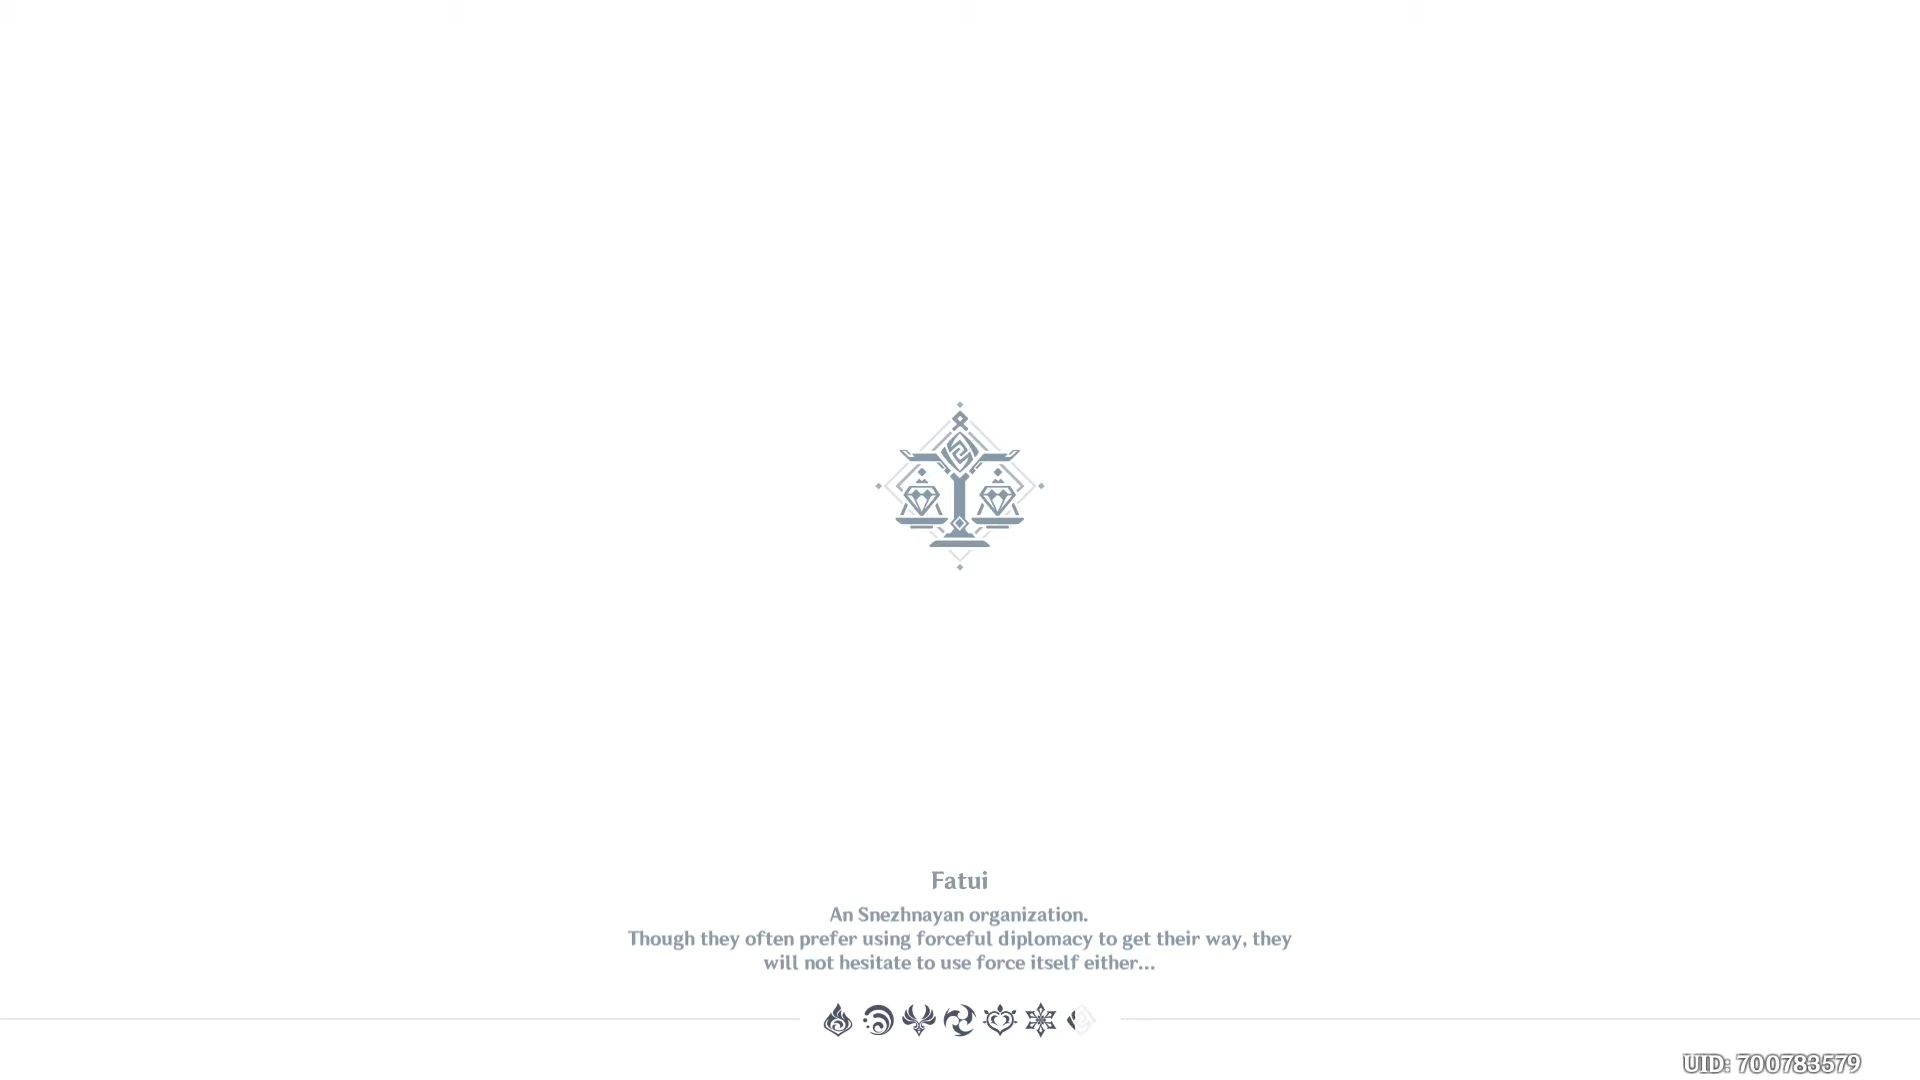 Fatui
An Snezhnayan organization.
Though they often prefer using forceful diplomacy to get their way, they
will not hesitate to use force itself either...
UID: 700783579